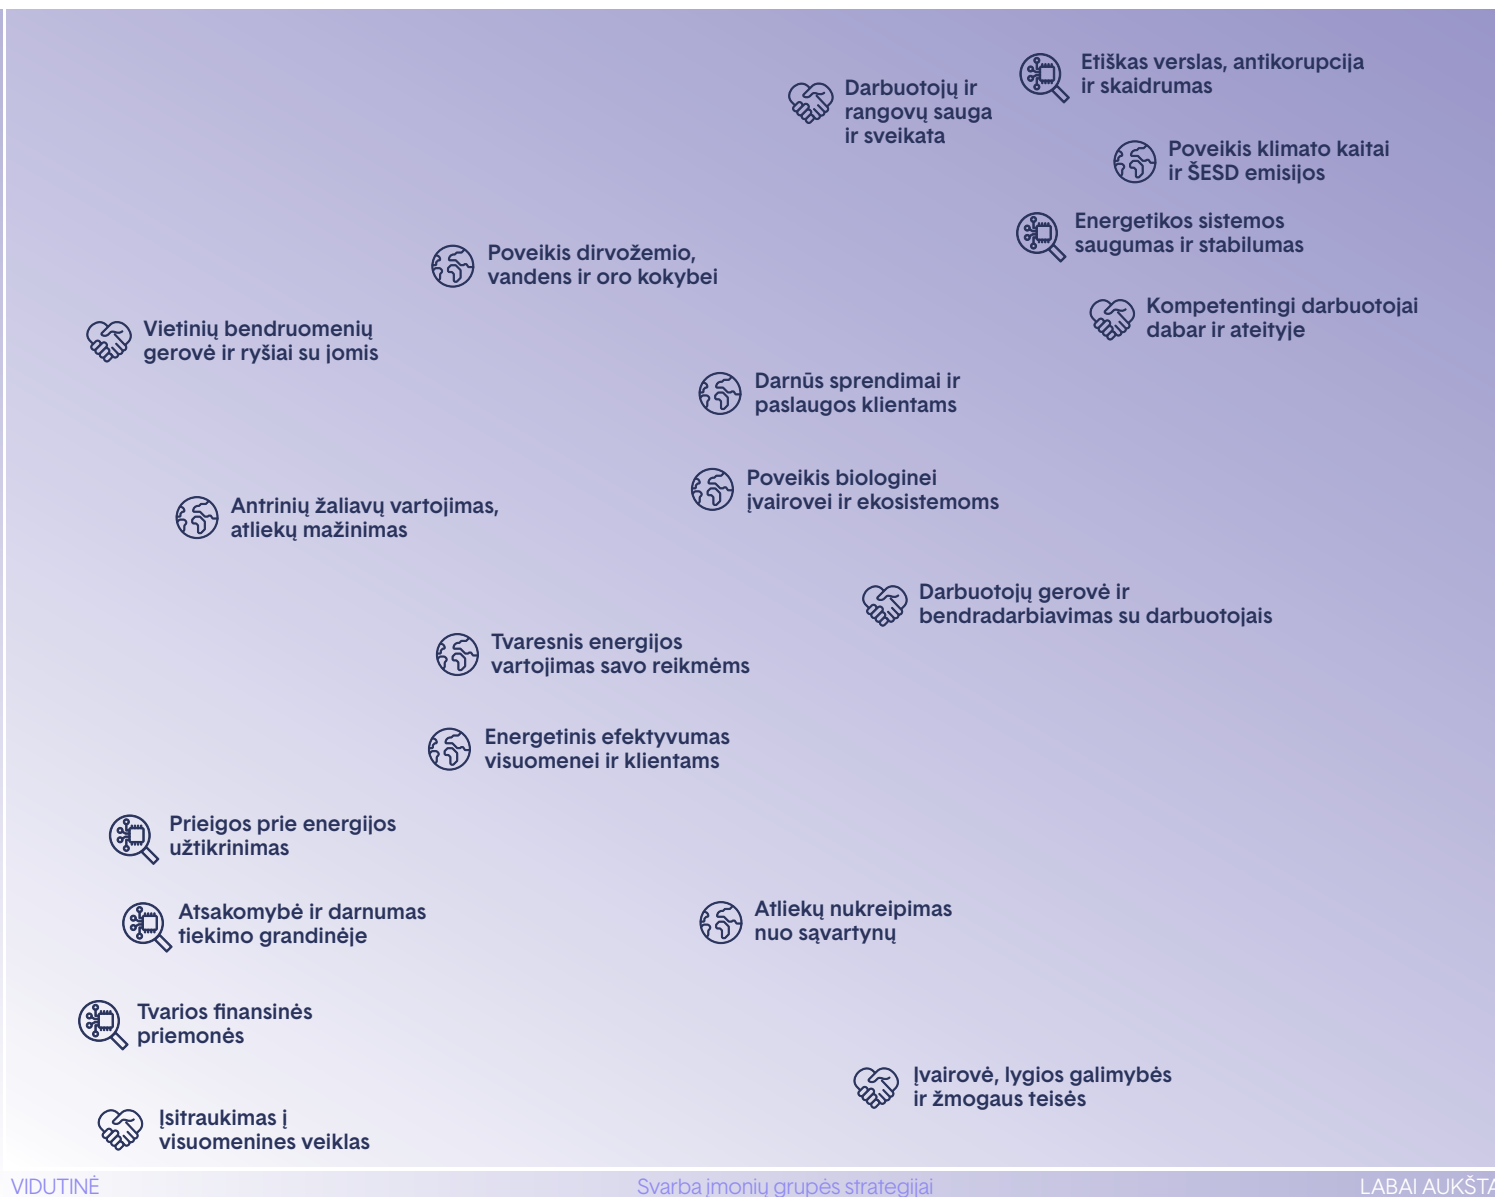 Etiškas verslas, antikorupcija
ir skaidrumas
Darbuotojų ir
rangovų sauga
ir sveikata
Poveikis klimato kaitai
ir ŠESD emisijos
Energetikos sistemos
saugumas ir stabilumas
Poveikis dirvožemio,
vandens ir oro kokybei
Kompetentingi darbuotojai
dabar ir ateityje
Vietinių bendruomenių
gerovė ir ryšiai su jomis
Darnūs sprendimai ir
paslaugos klientams
Poveikis biologinei
įvairovei ir ekosistemoms
Antrinių žaliavų vartojimas,
atliekų mažinimas
Darbuotojų gerovė ir
bendradarbiavimas su darbuotojais
Tvaresnis energijos
vartojimas savo reikmėms
Energetinis efektyvumas
visuomenei ir klientams
Prieigos prie energijos
užtikrinimas
Atsakomybė ir darnumas
tiekimo grandinėje
Atliekų nukreipimas
nuo sąvartynų
Tvarios finansinės
priemonės
Įvairovė, lygios galimybės
ir žmogaus teisės
Įsitraukimas į
visuomenines veiklas
VIDUTINĖ
Svarba įmonių grupės strategijai
LABAI AUKŠTA